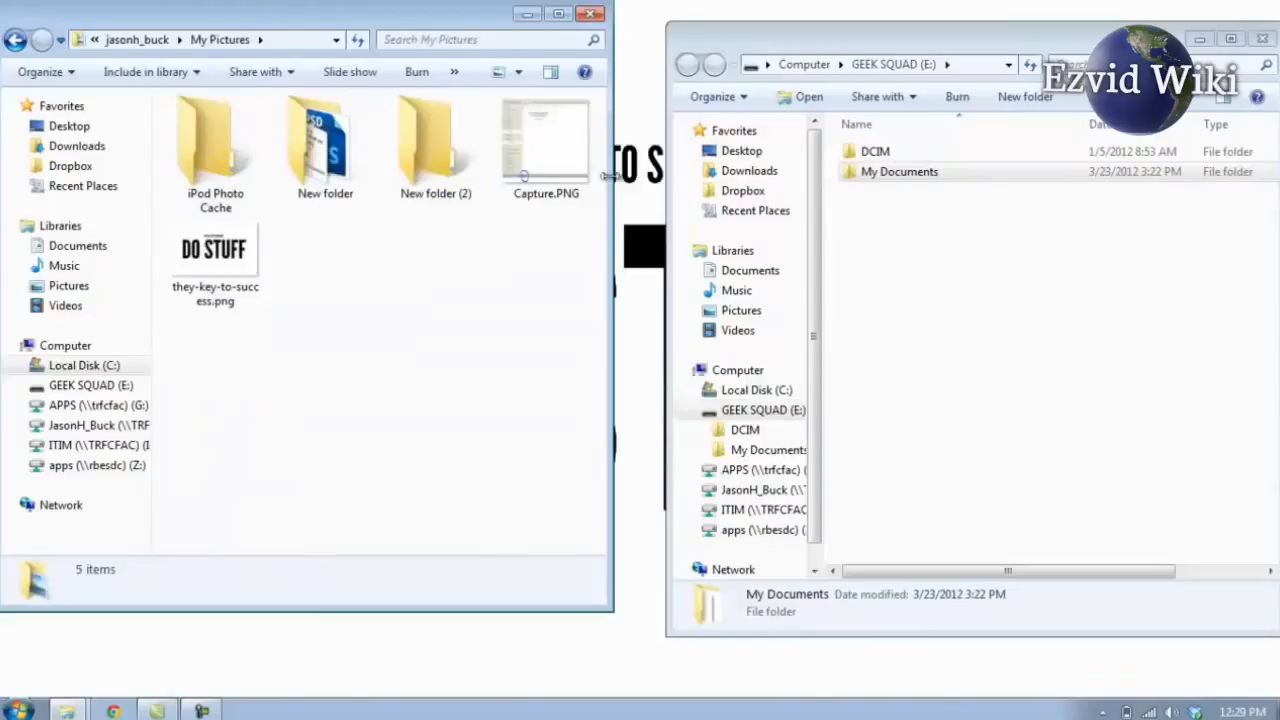 jasonh_buck
My Pictures
Search My Pictures
Organize
Include in library
Share with
Slide show
Burn
»
Favorites
Desktop
Downloads
Dropbox
Recent Places
Libraries
Documents
Music
Pictures
Videos
Computer
Local Disk (C:)
GEEK SQUAD (E:)
APPS (\\trfcfac) (G:)
JasonH_Buck (\\TRF
ITIM (\\TRFCFAC) (I
apps (\\rbesdc) (Z:)
Network
iPod Photo
Cache
New folder
New folder (2)
Capture.PNG
DO STUFF
they-key-to-succ
ess.png
5 items
TO S
Computer
GEEK SQUAD (E:)
Ezvid Wiki
Organize
Open
Share with
Burn
New folder
Favorites
Desktop
Downloads
Dropbox
Recent Places
Libraries
Documents
Music
Pictures
Videos
Computer
Local Disk (C:)
GEEK SQUAD (E:)
DCIM
My Documents
APPS (\\trfcfac) (
JasonH_Buck (\\T
ITIM (\\TRFCFAC
apps (\\rbesdc) (
Network
Name
Type
DCIM
1/5/2012 8:53 AM
File folder
My Documents
3/23/2012 3:22 PM
File folder
My Documents
Date modified: 3/23/2012 3:22 PM
File folder
12:29 PM